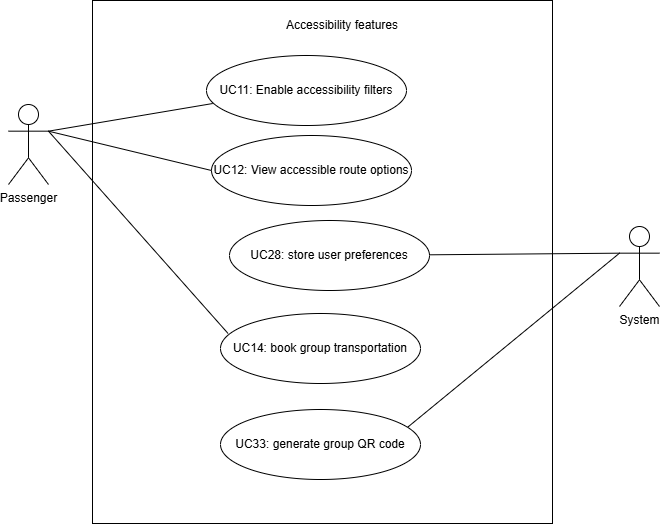 Accessibility features
UC11: Enable accessibility filters
UC12: View accessible route options
Passenger
UC28: store user preferences
System
UC14: book group transportation
UC33: generate group QR code